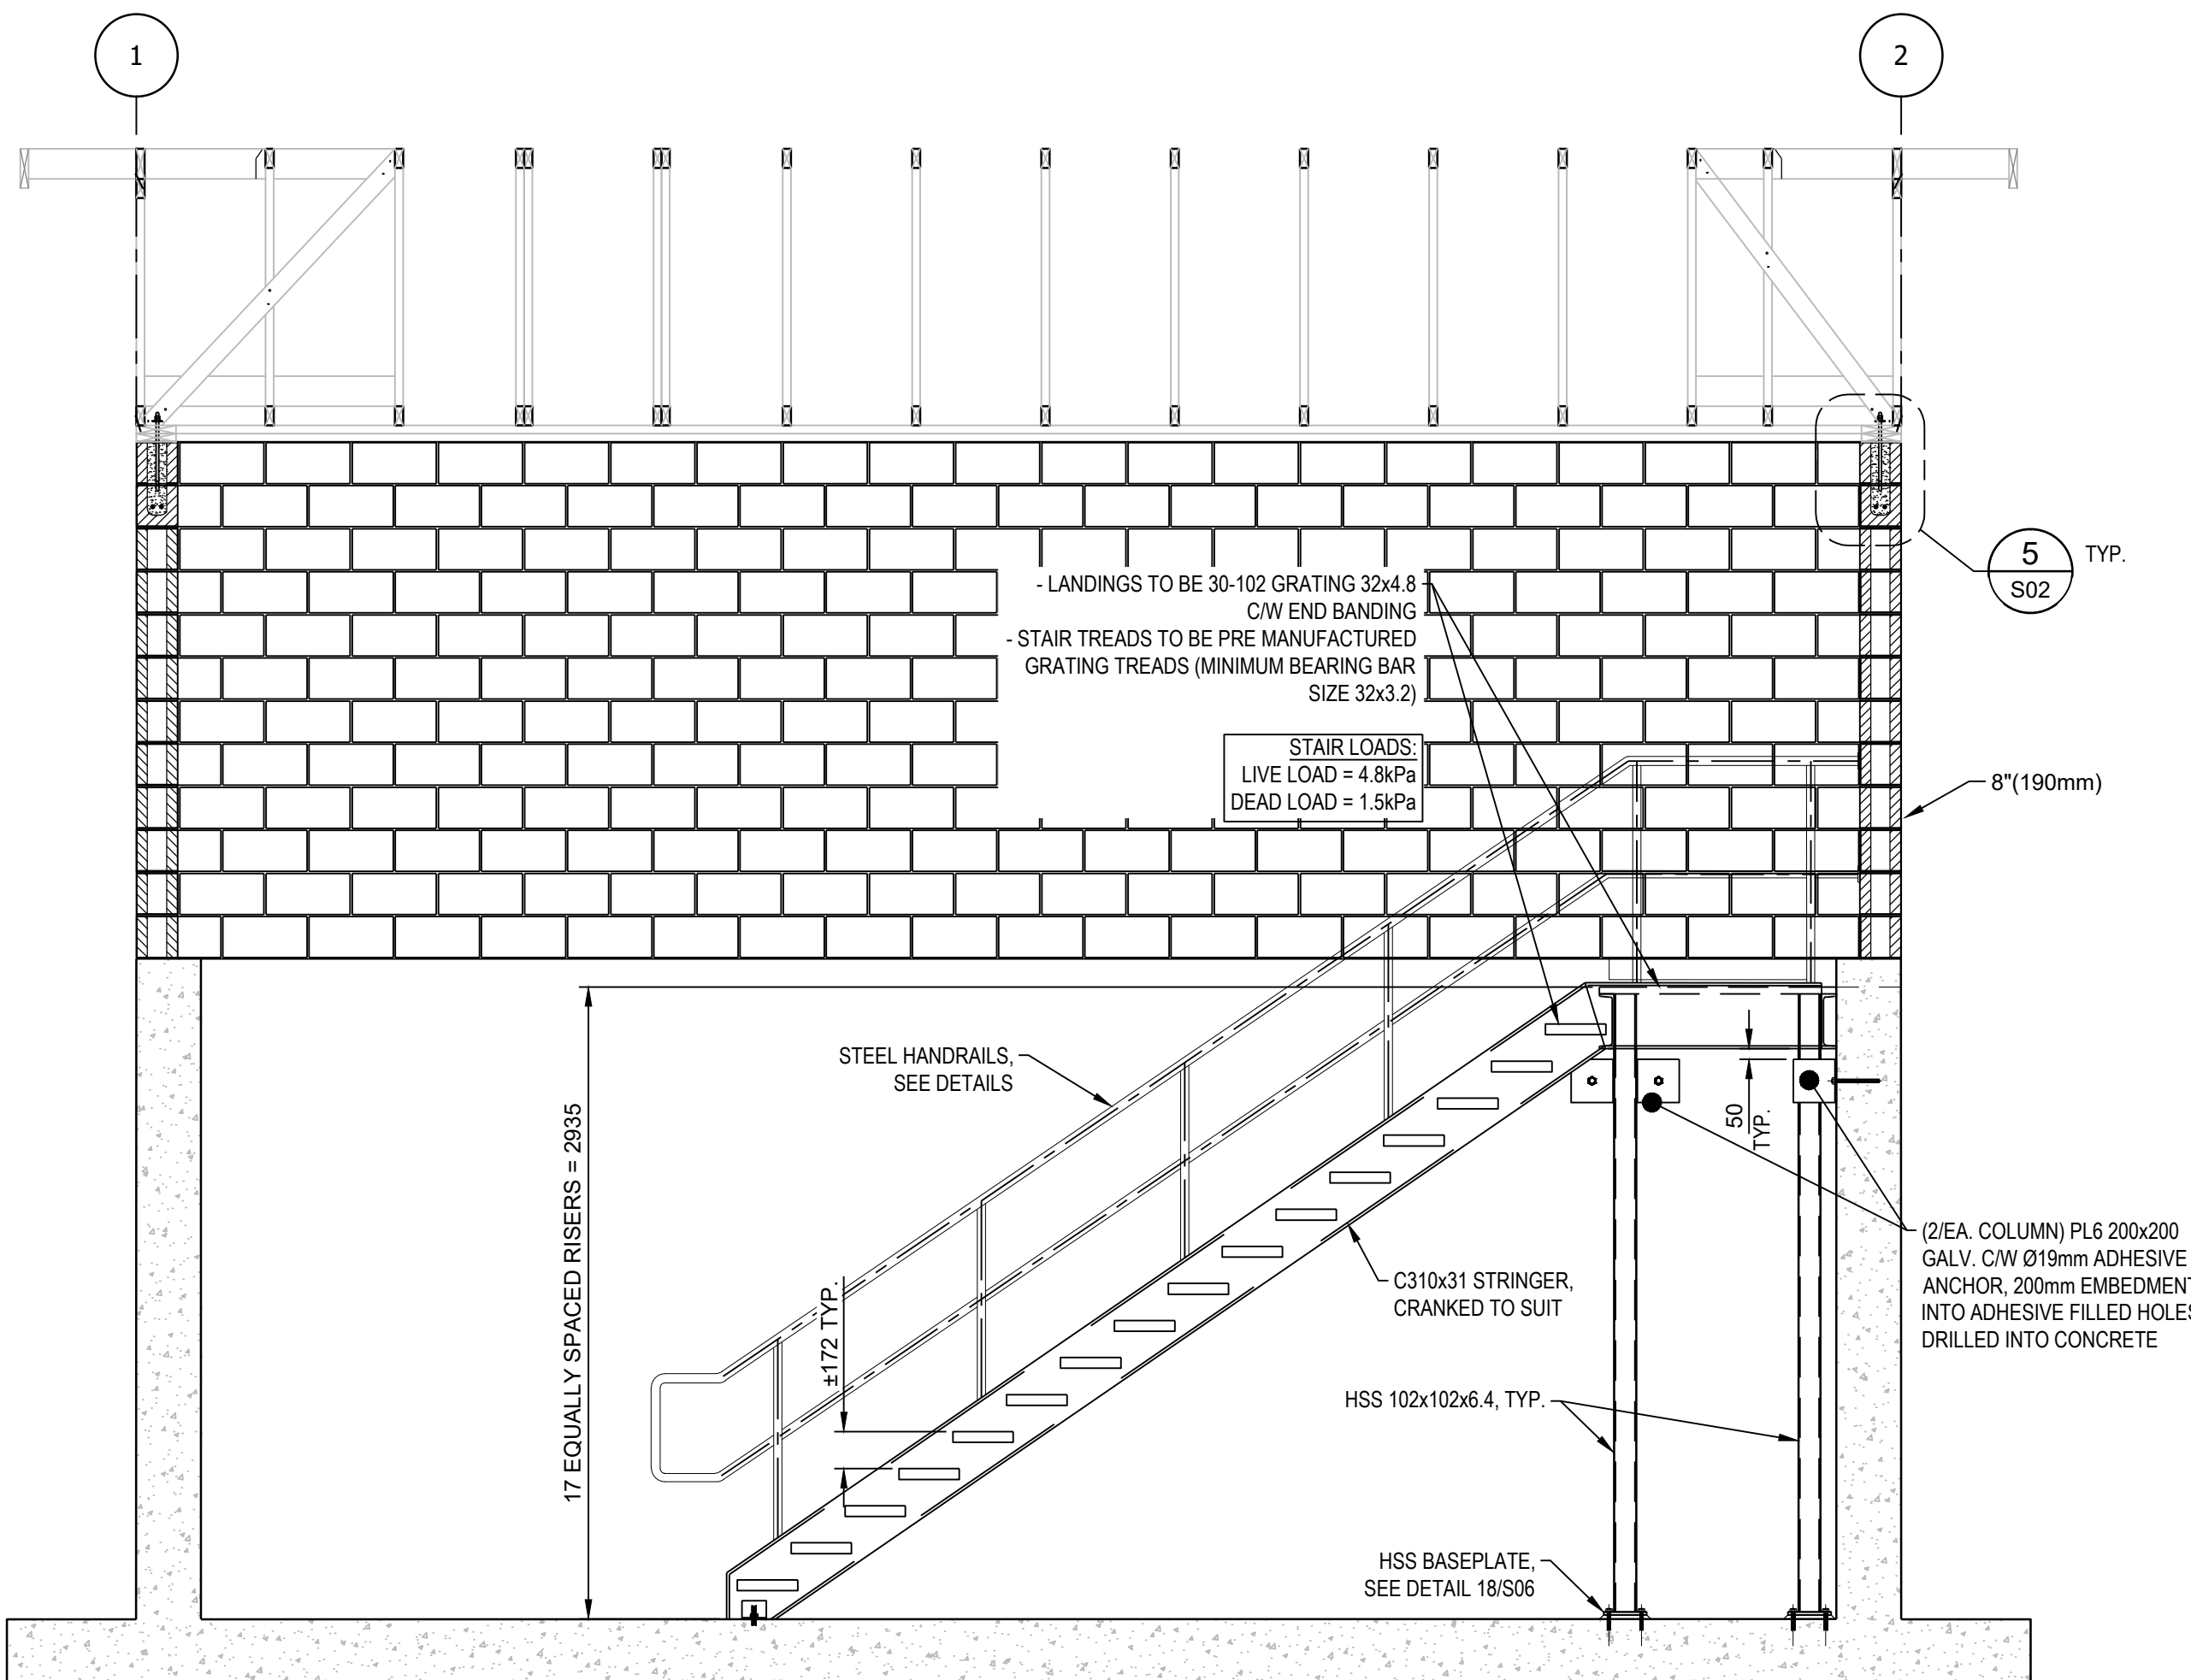 1
2
5
S02
TYP.
- LANDINGS TO BE 30-102 GRATING 32x4.8
C/W END BANDING
- STAIR TREADS TO BE PRE MANUFACTURED
GRATING TREADS (MINIMUM BEARING BAR
SIZE 32x3.2)
STAIR LOADS:
LIVE LOAD = 4.8kPa
DEAD LOAD = 1.5kPa
8"(190mm)
STEEL HANDRAILS,
SEE DETAILS
17 EQUALLY SPACED RISERS = 2935
±172 TYP.
50
TYP.
C310x31 STRINGER,
CRANKED TO SUIT
(2/EA. COLUMN) PL6 200x200
GALV. C/W Ø19mm ADHESIVE
ANCHOR, 200mm EMBEDMENT
INTO ADHESIVE FILLED HOLES
DRILLED INTO CONCRETE
HSS 102x102x6.4, TYP.
HSS BASEPLATE,
SEE DETAIL 18/S06